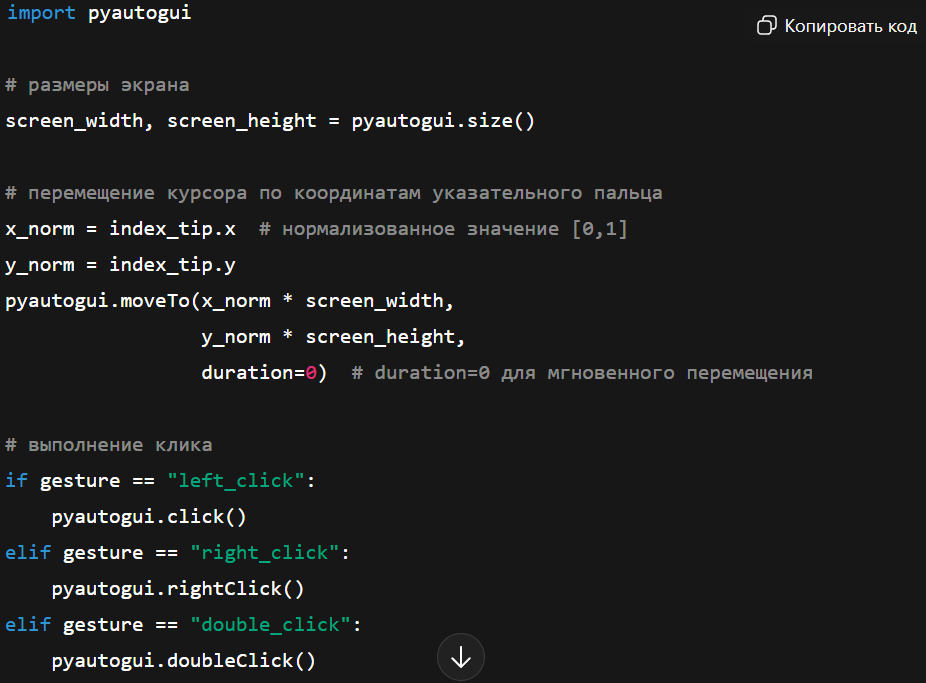 import pyautogui
Копировать код
# размеры экрана
screen_width, screen_height = pyautogui.size()
# перемещение курсора по координатам указательного пальца
x_norm = index_tip.x  # нормализованное значение [0,1]
y_norm = index_tip.y
pyautogui.moveTo(x_norm * screen_width,
                 y_norm * screen_height,
                 duration=0)  # duration=0 для мгновенного перемещения
# выполнение клика
if gesture == "left_click":
    pyautogui.click()
elif gesture == "right_click":
    pyautogui.rightClick()
elif gesture == "double_click":
    pyautogui.doubleClick()